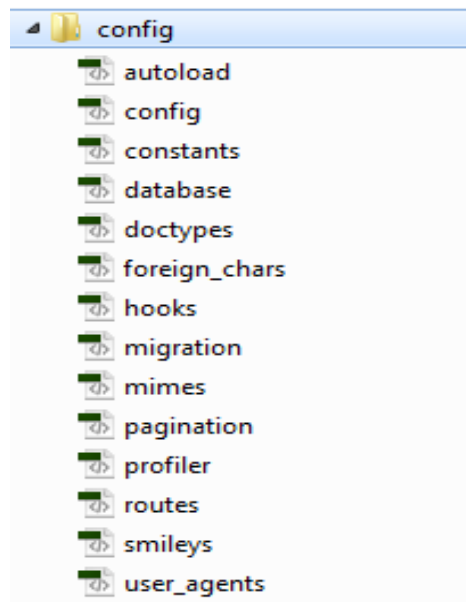 config
autoload
config
constants
database
doctypes
foreign_chars
hooks
migration
mimes
pagination
profiler
routes
smileys
user_agents